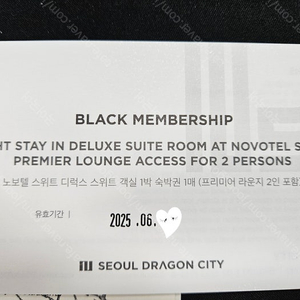 BLACK MEMBERSHIP
HT STAY IN DELUXE SUITE ROOM AT NOVOTEL S
PREMIER LOUNGE ACCESS FOR 2 PERSONS
노보텔 스위트 디럭스 스위트 객실 1박 숙박권 1매 (프리미어 라운지 2인 포함)
유효기간 |
2025 .06.
SEOUL DRAGON CITY